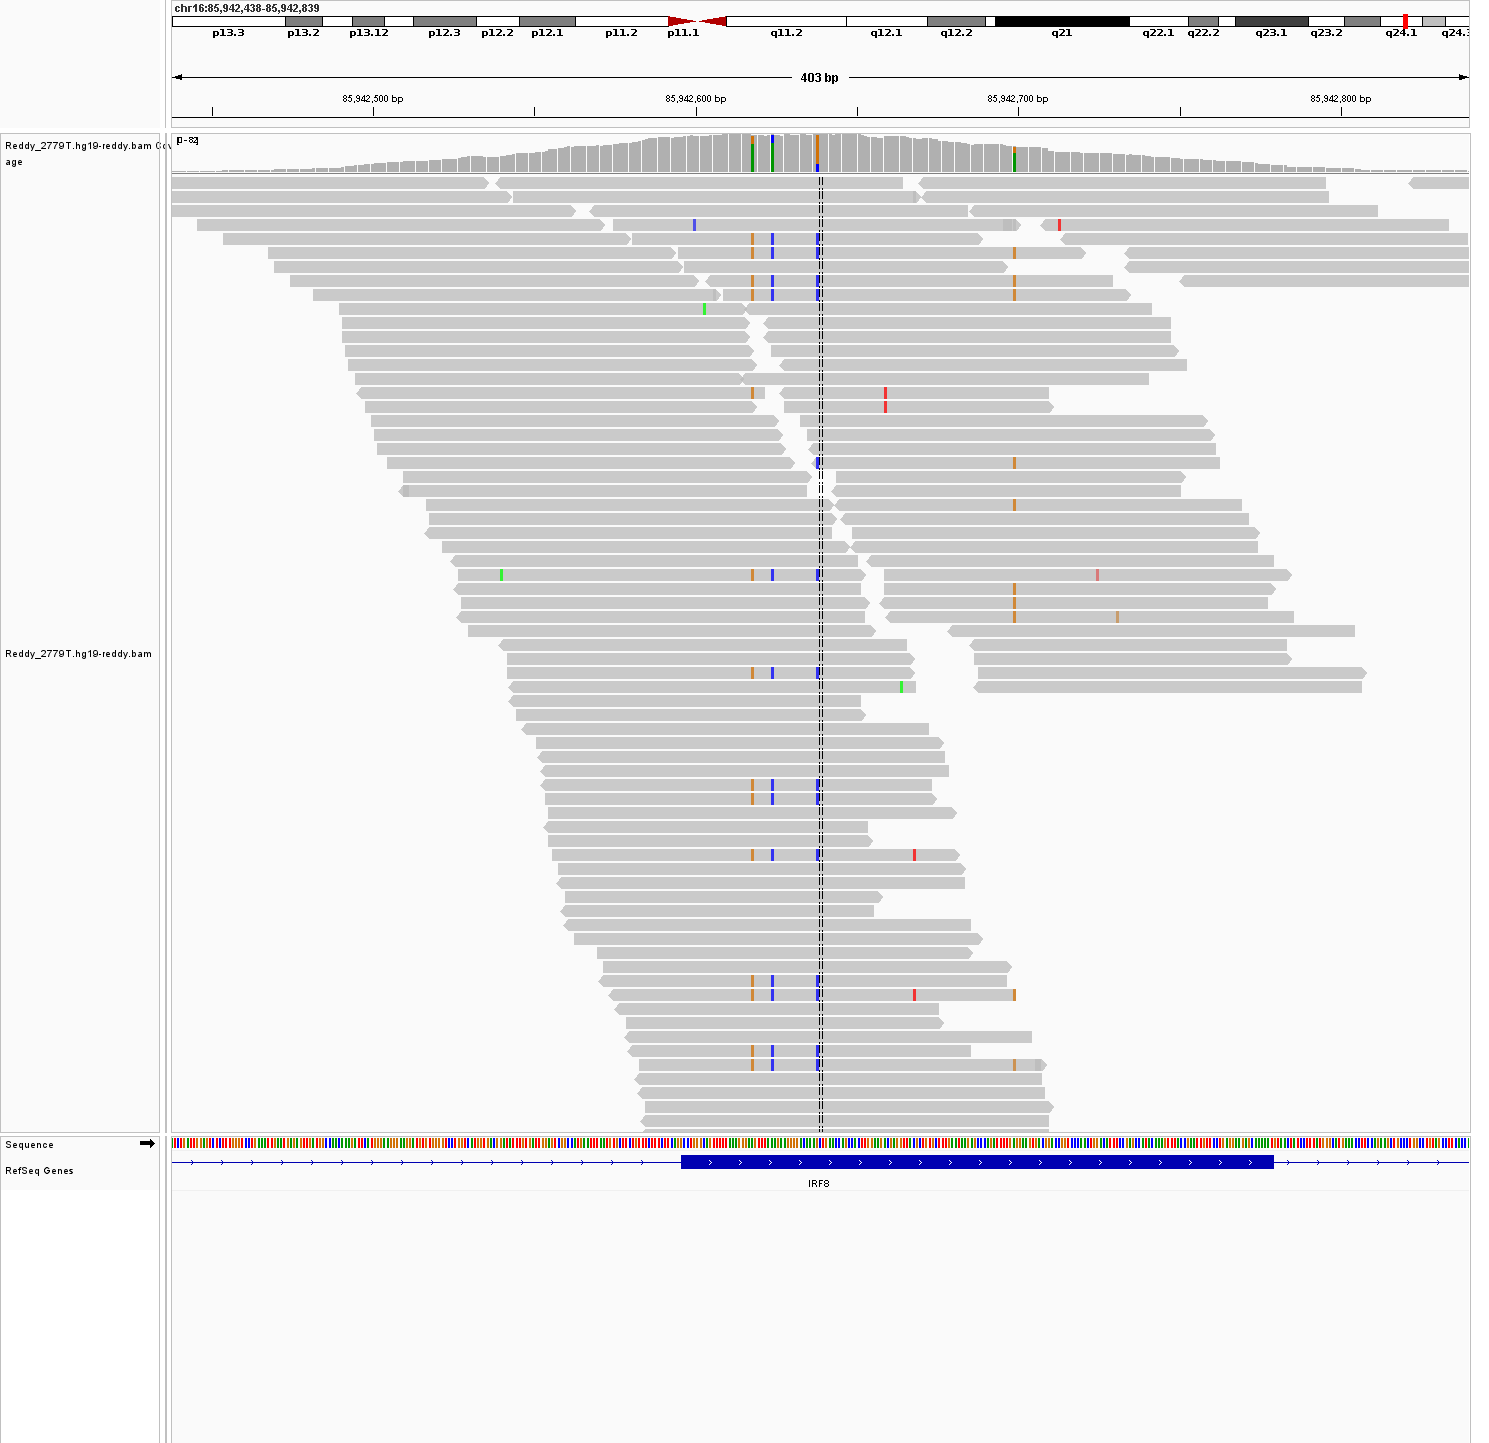 chr16:85,942,438-85,942,839
p13.3 p13.2 p13.12 p12.3 p12.2 p12.1 p11.2 p11.1 q11.2 q12.1 q12.2 q21 q22.1 q22.2 q23.1 q23.2 q24.1 q24.3
403 bp
85,942,500 bp 85,942,600 bp 85,942,700 bp 85,942,800 bp
Reddy_2779T.hg19-reddy.bam Cov
age
[0-82]
Reddy_2779T.hg19-reddy.bam
Sequence
RefSeq Genes
IRF8